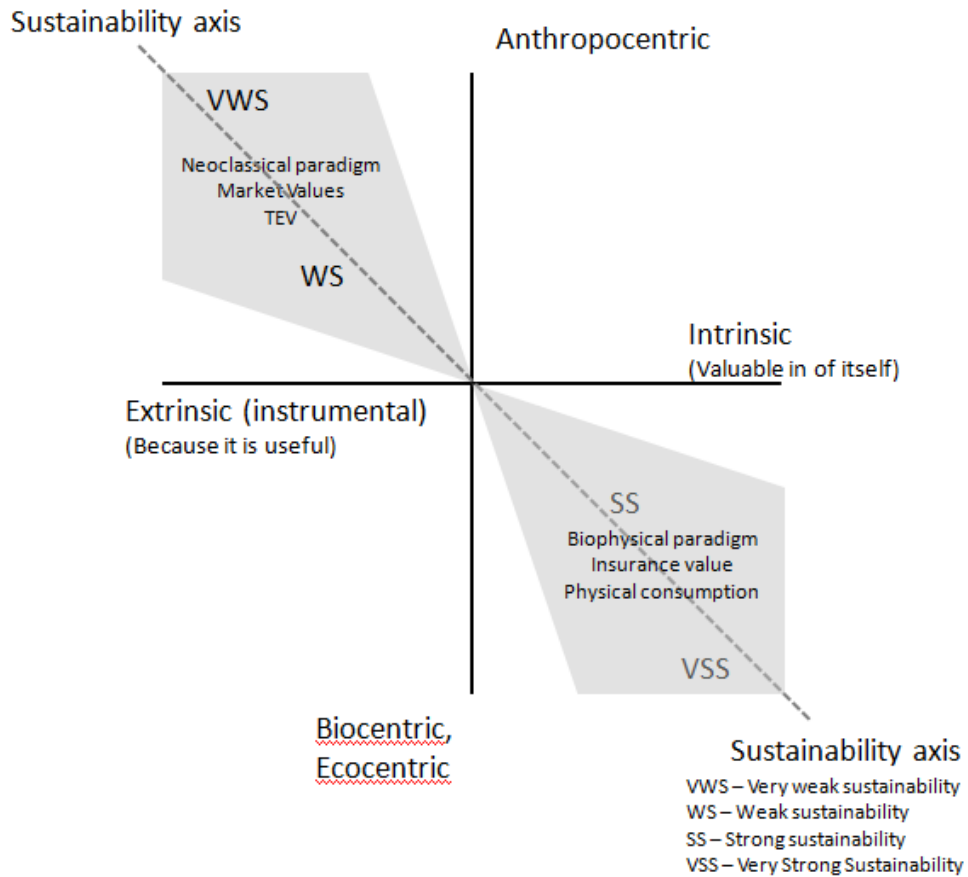 Sustainability axis
Anthropocentric
VWS
Neoclassical paradigm
Market Values
TEV
WS
Intrinsic
(Valuable in of itself)
Extrinsic (instrumental)
(Because it is useful)
SS
Biophysical paradigm
Insurance value
Physical consumption
VSS
Biocentric,
Ecocentric
Sustainability axis
VWS – Very weak sustainability
WS – Weak sustainability
SS – Strong sustainability
VSS – Very Strong Sustainability